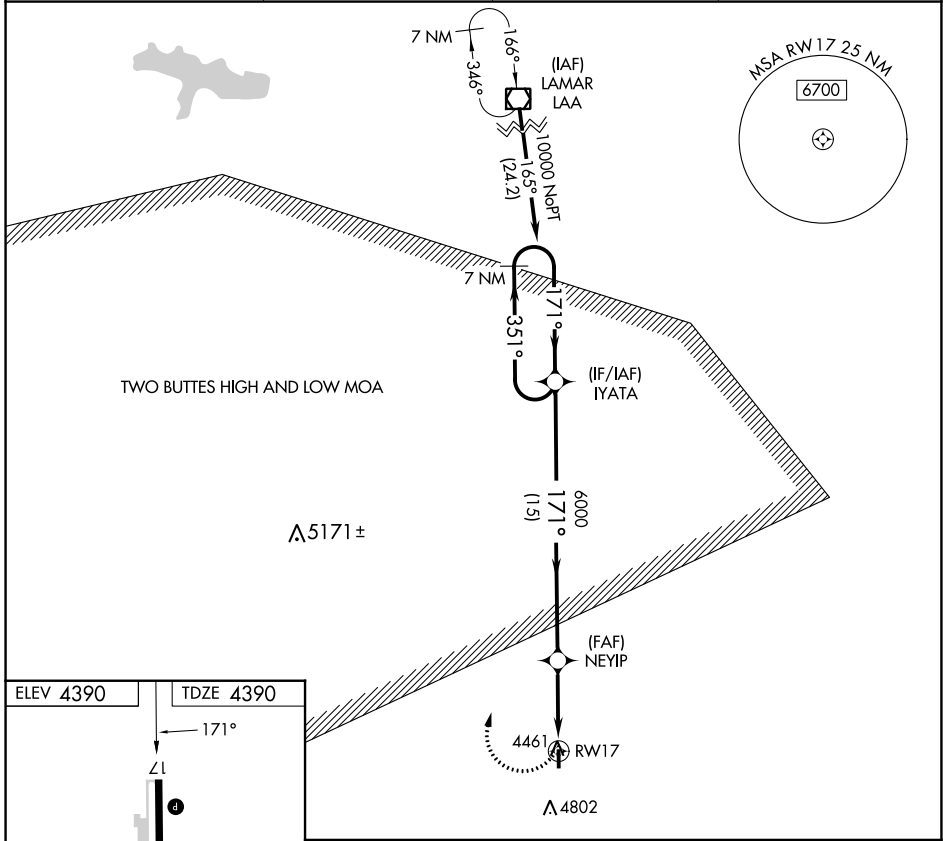 7 NM
166°
346°
(IAF)
LAMAR
LAA
MSA RW17 25 NM
6700
10000 NoPT
165°
(24.2)
7 NM
171°
351°
(IF/IAF)
IYATA
TWO BUTTES HIGH AND LOW MOA
6000
171°
(15)
5171±
(FAF)
NEYIP
ELEV 4390
TDZE 4390
171°
17
P
4461
RW17
4802